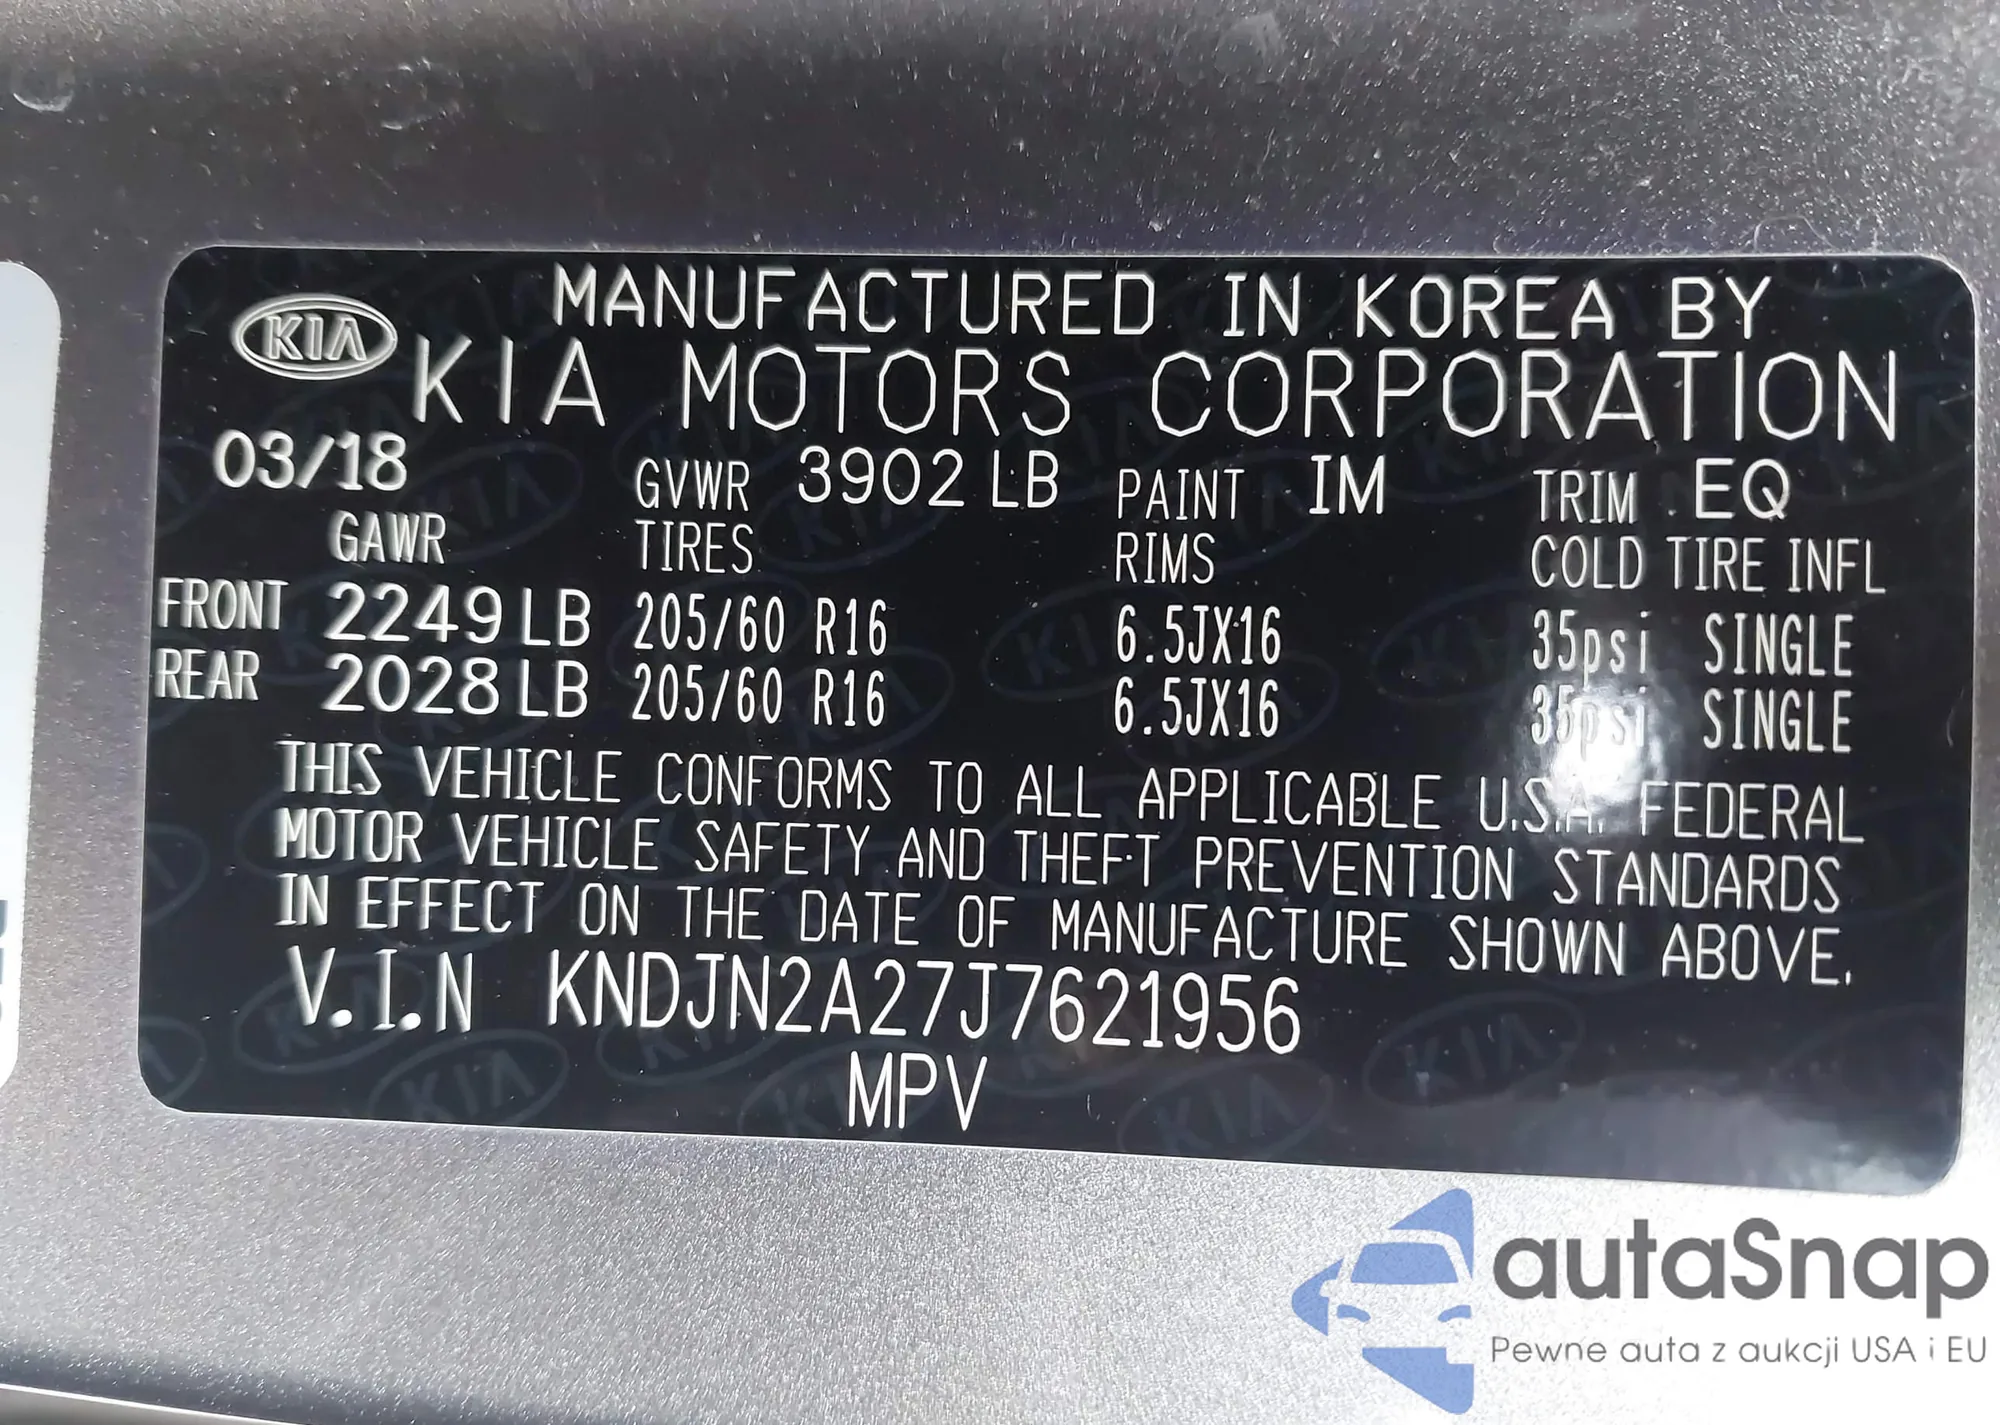 MANUFACTURED IN KOREA BY
KIA KIA MOTORS CORPORATION
03/18 GVWR 3902 LB PAINT IM TRIM EQ
GAWR TIRES RIMS COLD TIRE INFL
FRONT 2249 LB 205/60 R16 6.5JX16 35psi SINGLE
REAR 2028 LB 205/60 R16 6.5JX16 35psi SINGLE
THIS VEHICLE CONFORMS TO ALL APPLICABLE U.S.A. FEDERAL
MOTOR VEHICLE SAFETY AND THEFT PREVENTION STANDARDS
IN EFFECT ON THE DATE OF MANUFACTURE SHOWN ABOVE.
V.I.N KNDJN2A27J7621956
MPV
autaSnap
Pewne auta z aukcji USA i EU